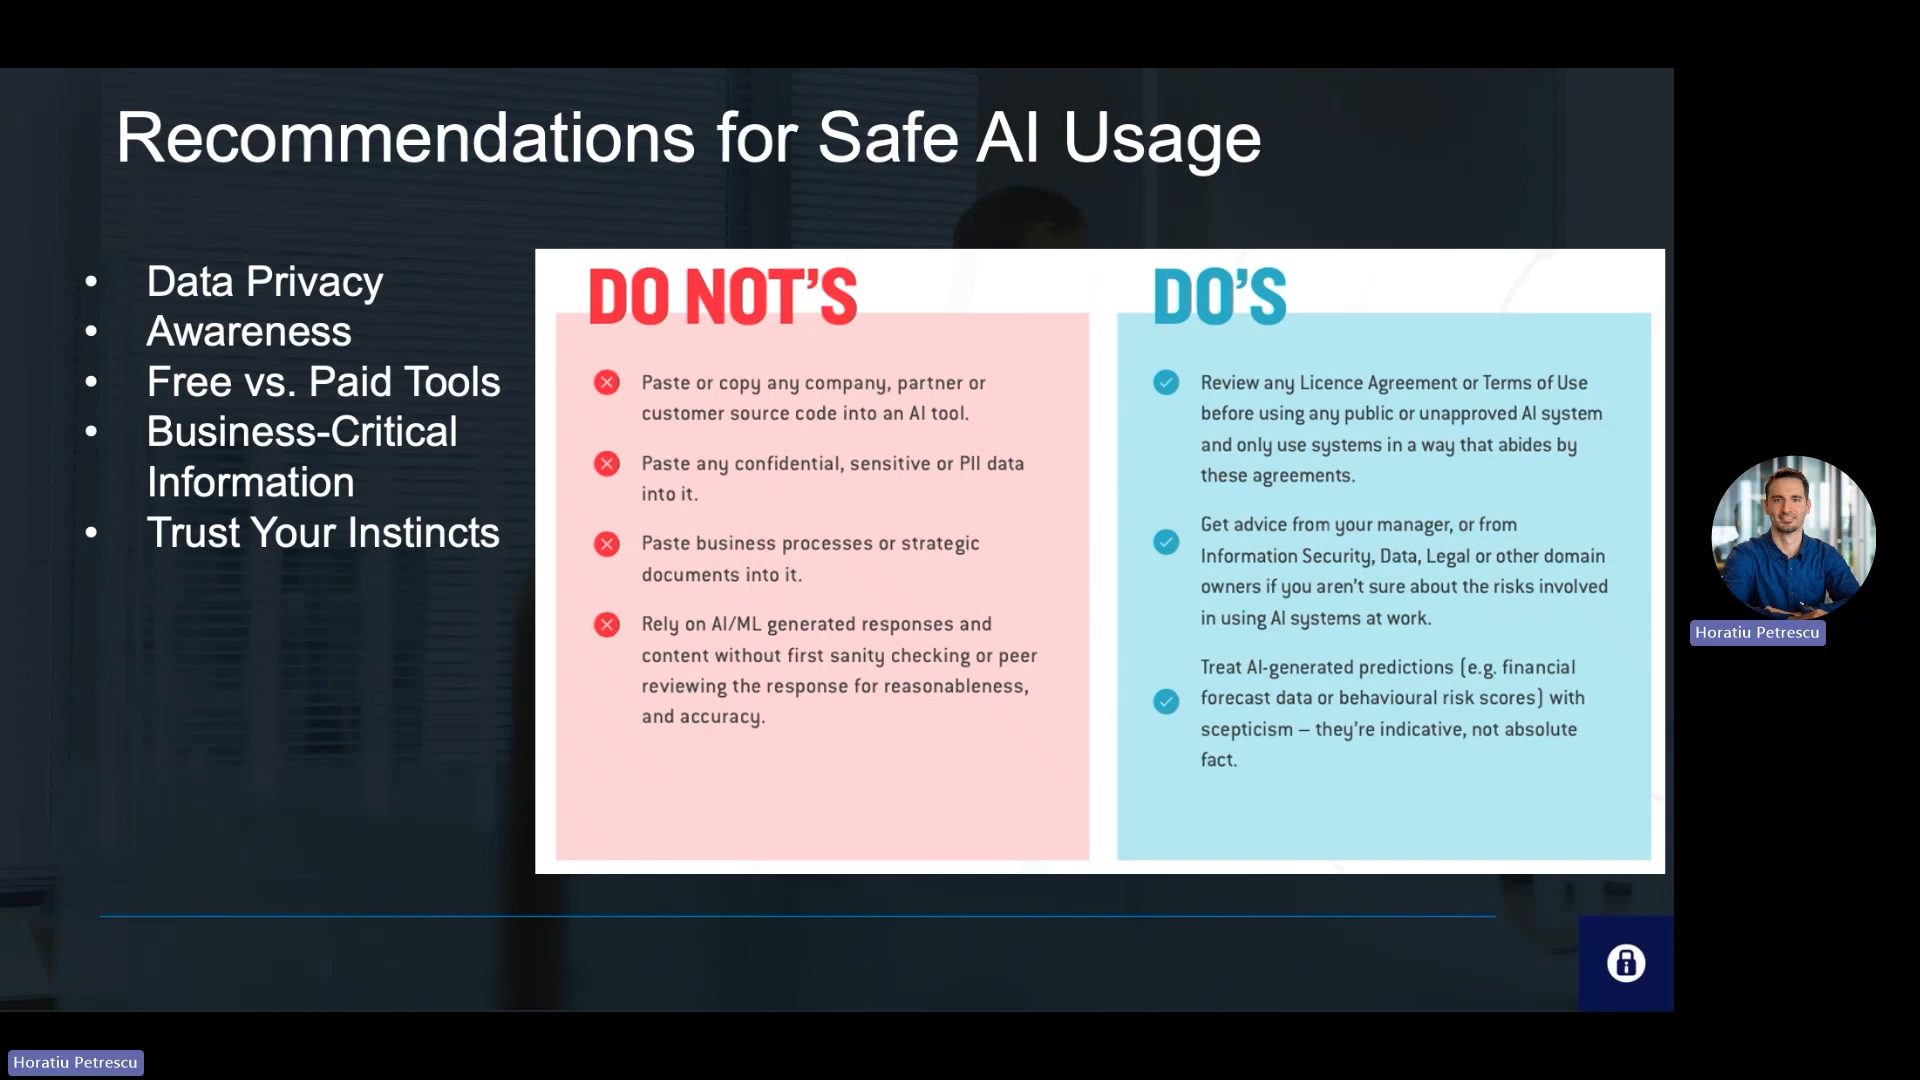 Recommendations for Safe AI Usage
• Data Privacy
• Awareness
• Free vs. Paid Tools
• Business-Critical
Information
• Trust Your Instincts
DO NOT’S
Paste or copy any company, partner or
customer source code into an AI tool.
Paste any confidential, sensitive or PII data
into it.
Paste business processes or strategic
documents into it.
Rely on AI/ML generated responses and
content without first sanity checking or peer
reviewing the response for reasonableness,
and accuracy.
DO’S
Review any Licence Agreement or Terms of Use
before using any public or unapproved AI system
and only use systems in a way that abides by
these agreements.
Get advice from your manager, or from
Information Security, Data, Legal or other domain
owners if you aren’t sure about the risks involved
in using AI systems at work.
Treat AI-generated predictions (e.g. financial
forecast data or behavioural risk scores) with
scepticism – they’re indicative, not absolute
fact.
Horatiu Petrescu
Horatiu Petrescu